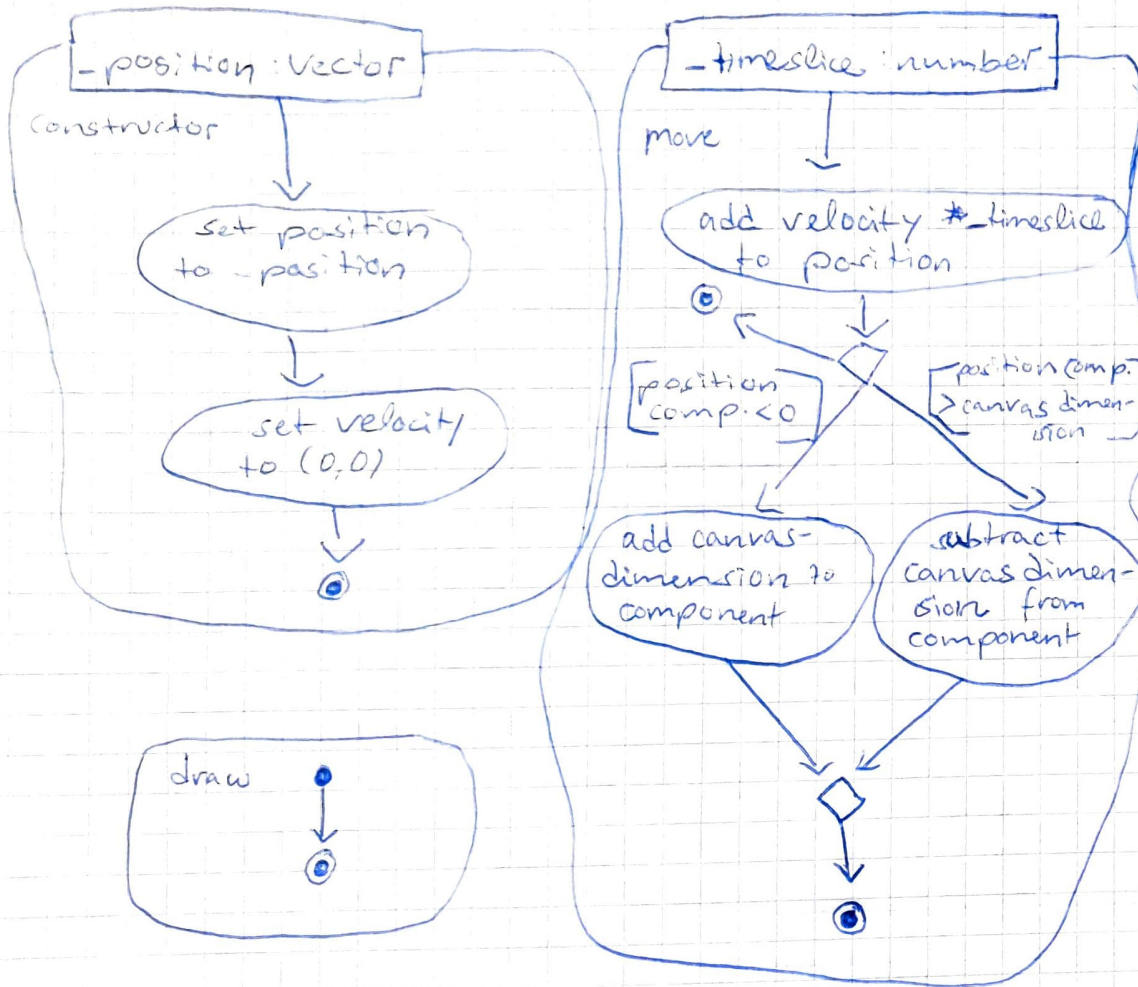 _position : Vector
constructor
set position
to _position
set velocity
to (0,0)
draw
_timeslice : number
move
add velocity *_timeslice
to position
[position
comp. < 0]
[position comp.
> canvas dimen-
sion]
add canvas-
dimension to
component
subtract
canvas dimen-
sion from
component